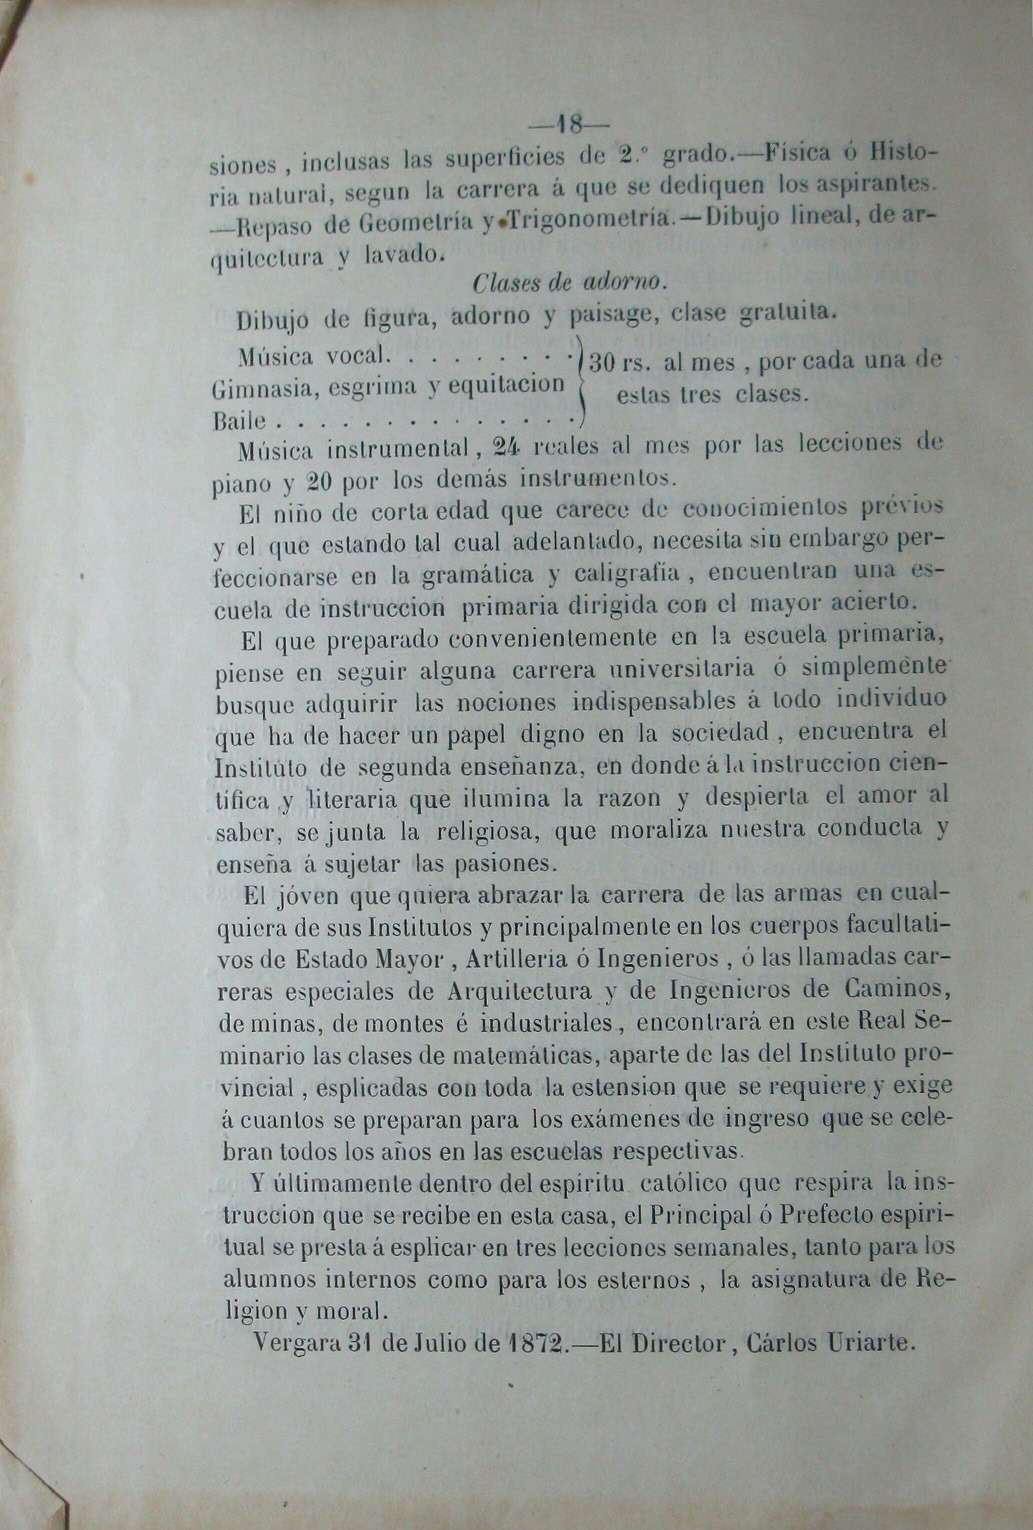 —18—
siones , inclusas las superficies de 2.º grado.—Física ó Histo-
ria natural, segun la carrera á que se dediquen los aspirantes.
—Repaso de Geometría y Trigonometría.—Dibujo lineal, de ar-
quitectura y lavado.
Clases de adorno.
Dibujo de figura, adorno y paisage, clase gratuita.
Música vocal. . . . . . . . . .
Gimnasia, esgrima y equitacion
Baile . . . . . . . . . . . . . .
30 rs. al mes , por cada una de
estas tres clases.
Música instrumental , 24 reales al mes por las lecciones de
piano y 20 por los demás instrumentos.
El niño de corta edad que carece de conocimientos prévios
y el que estando tal cual adelantado, necesita sin embargo per-
feccionarse en la gramática y caligrafia , encuentran una es-
cuela de instruccion primaria dirigida con el mayor acierto.
El que preparado convenientemente en la escuela primaria,
piense en seguir alguna carrera universitaria ó simplemente
busque adquirir las nociones indispensables á todo individuo
que ha de hacer un papel digno en la sociedad , encuentra el
Instituto de segunda enseñanza, en donde á la instruccion cien-
tífica y literaria que ilumina la razon y despierta el amor al
saber, se junta la religiosa, que moraliza nuestra conducta y
enseña á sujetar las pasiones.
El jóven que quiera abrazar la carrera de las armas en cual-
quiera de sus Institutos y principalmente en los cuerpos facultati-
vos de Estado Mayor , Artilleria ó Ingenieros , ó las llamadas car-
reras especiales de Arquitectura y de Ingenieros de Caminos,
de minas, de montes é industriales , encontrará en este Real Se-
minario las clases de matemáticas, aparte de las del Instituto pro-
vincial , esplicadas con toda la estension que se requiere y exige
á cuantos se preparan para los exámenes de ingreso que se cele-
bran todos los años en las escuelas respectivas.
Y últimamente dentro del espíritu católico que respira la ins-
truccion que se recibe en esta casa, el Principal ó Prefecto espiri-
tual se presta á esplicar en tres lecciones semanales, tanto para los
alumnos internos como para los esternos , la asignatura de Re-
ligion y moral.
Vergara 31 de Julio de 1872.—El Director , Cárlos Uriarte.